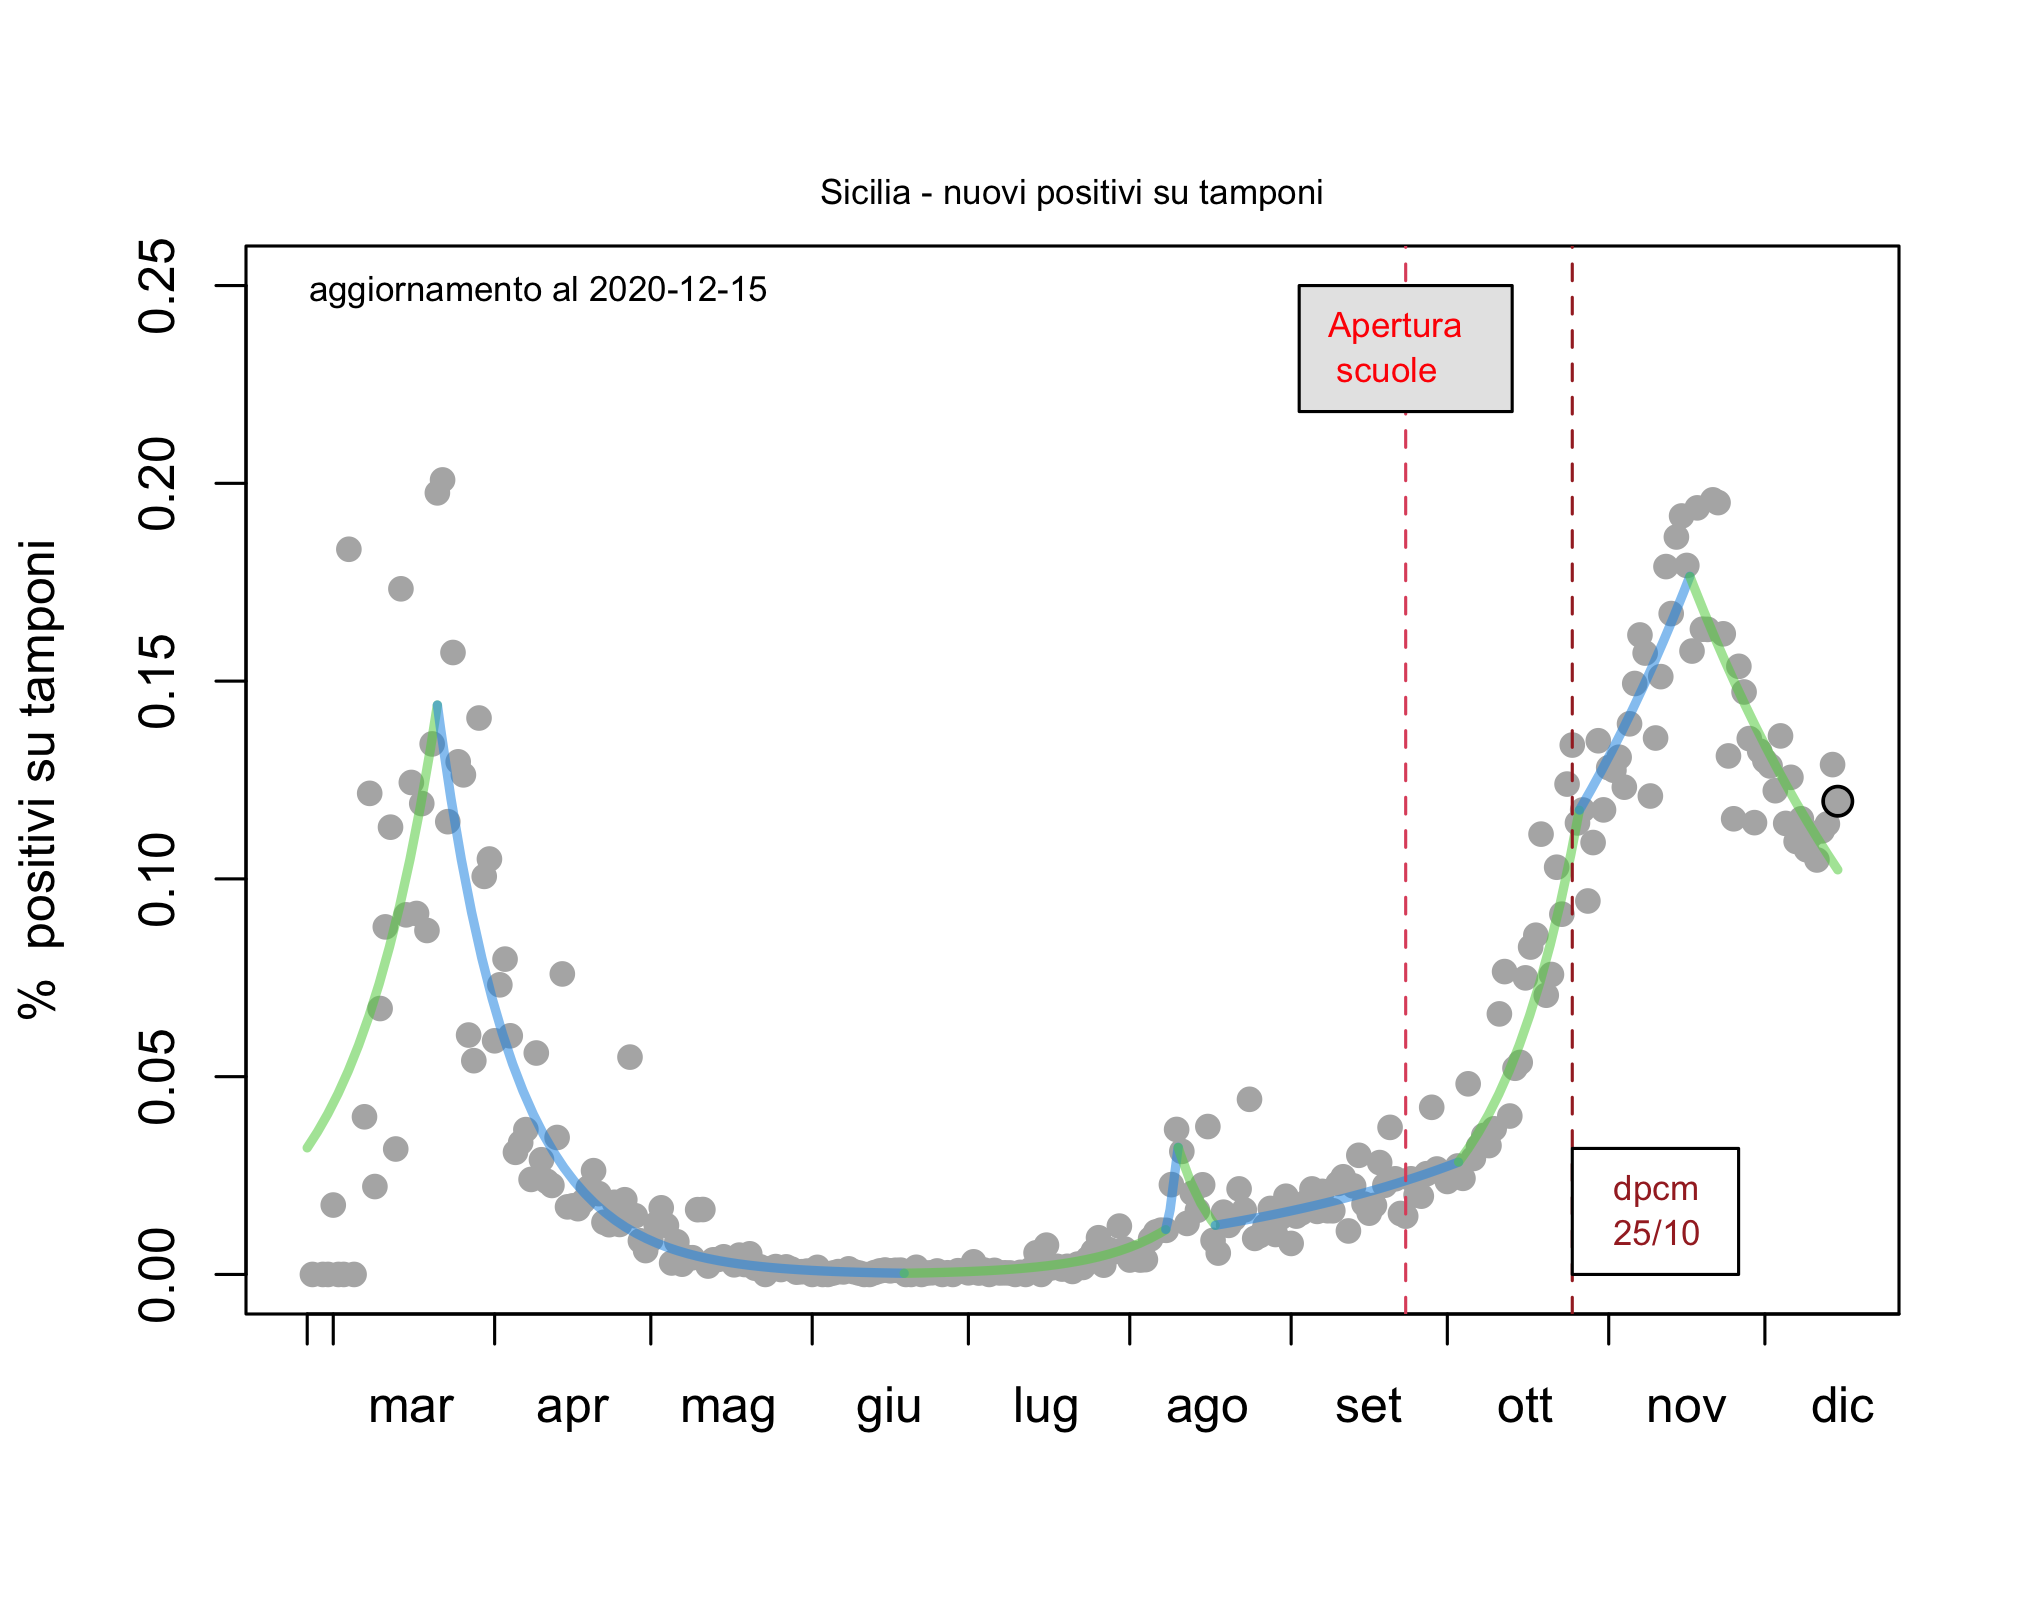 Sicilia - nuovi positivi su tamponi
aggiornamento al 2020-12-15
Apertura
scuole
dpcm
25/10
% positivi su tamponi
0.25
0.20
0.15
0.10
0.05
0.00
mar apr mag giu lug ago set ott nov dic